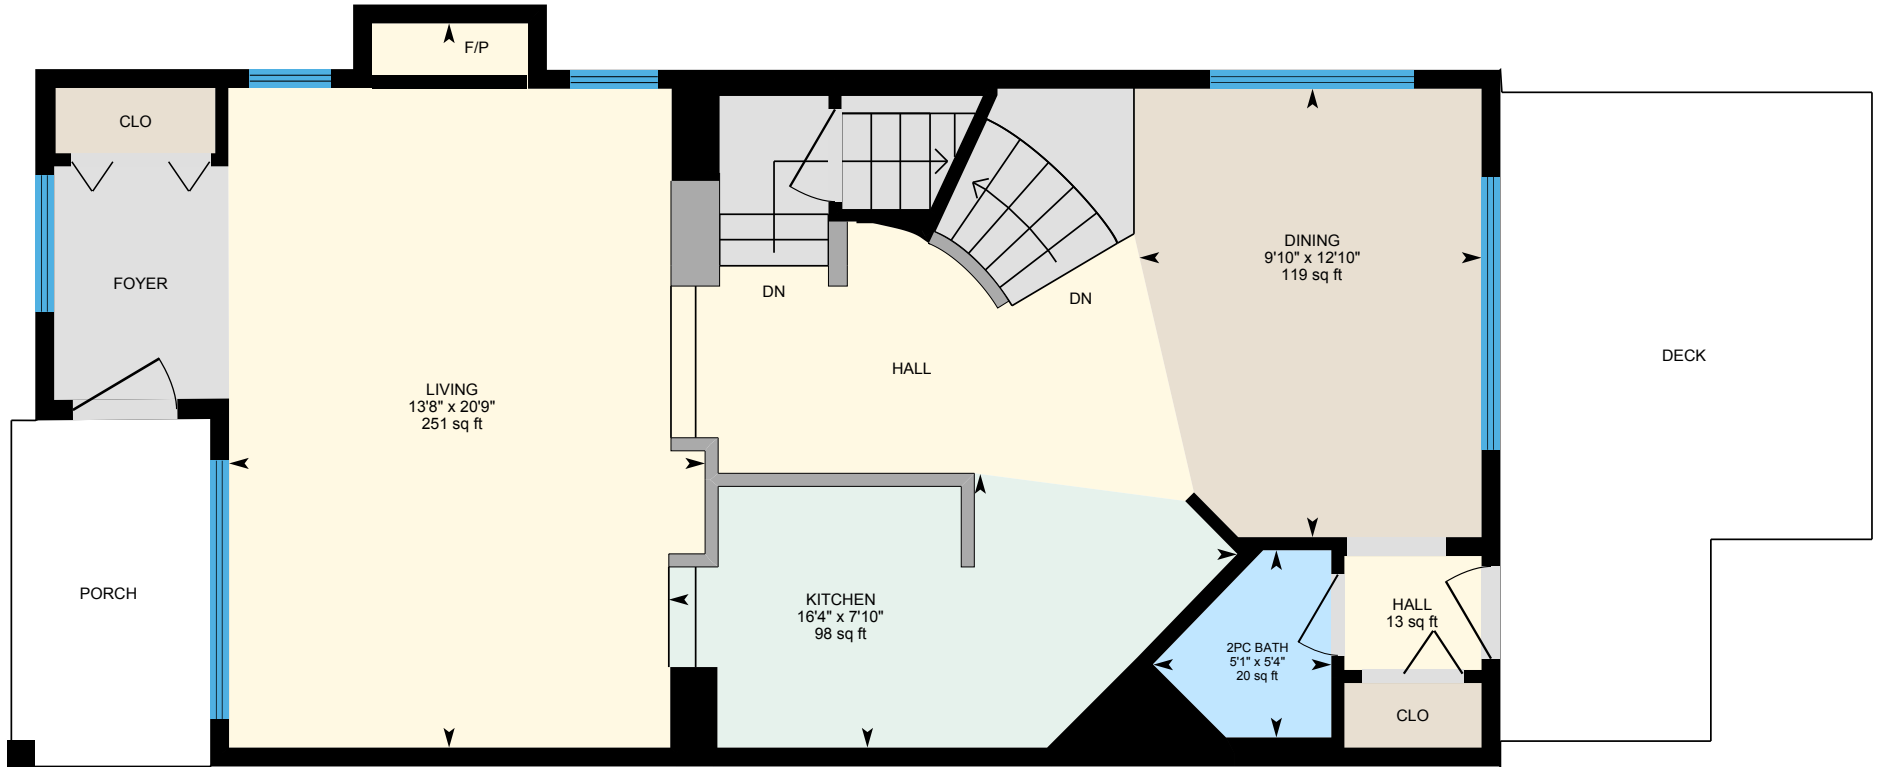 F/P
CLO
FOYER
LIVING
13'8" x 20'9"
251 sq ft
DN
DN
HALL
DINING
9'10" x 12'10"
119 sq ft
DECK
PORCH
KITCHEN
16'4" x 7'10"
98 sq ft
2PC BATH
5'1" x 5'4"
20 sq ft
HALL
13 sq ft
CLO